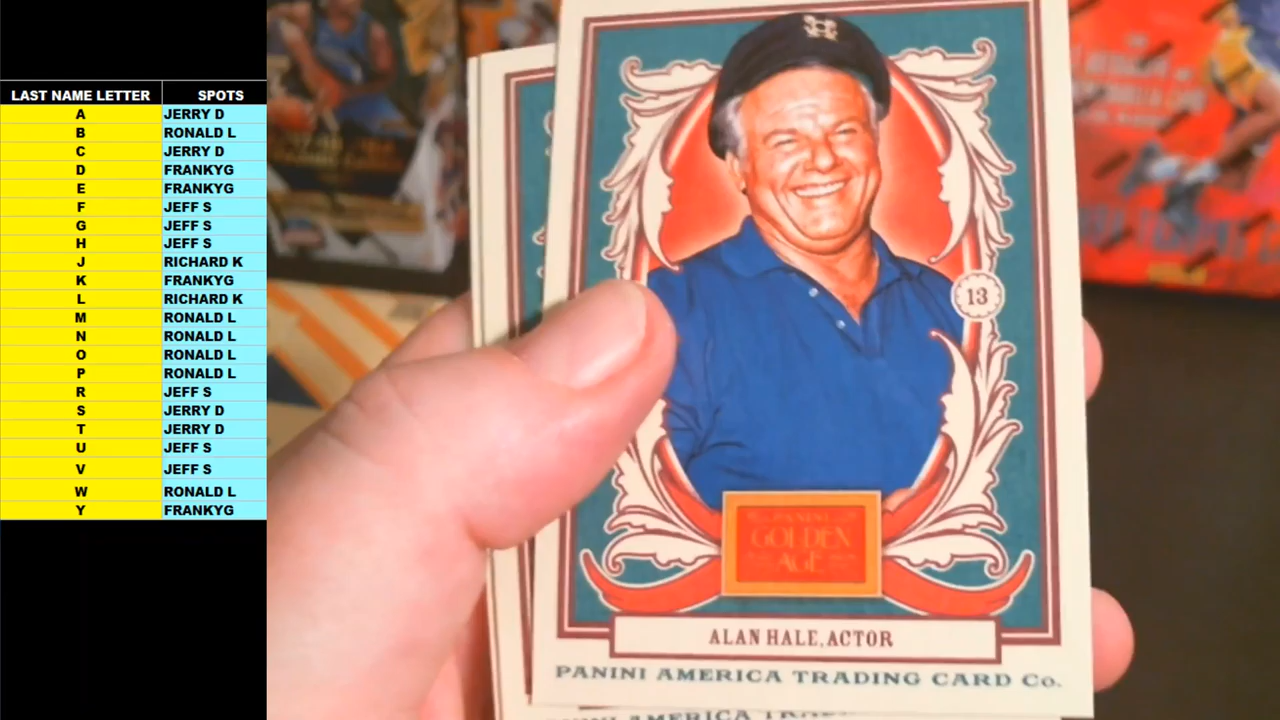 LAST NAME LETTER SPOTS
A JERRY D
B RONALD L
C JERRY D
D FRANKYG
E FRANKYG
F JEFF S
G JEFF S
H JEFF S
J RICHARD K
K FRANKYG
L RICHARD K
M RONALD L
N RONALD L
O RONALD L
P RONALD L
R JEFF S
S JERRY D
T JERRY D
U JEFF S
V JEFF S
W RONALD L
Y FRANKYG
13
GOLDEN
AGE
ALAN HALE, ACTOR
PANINI AMERICA TRADING CARD Co.